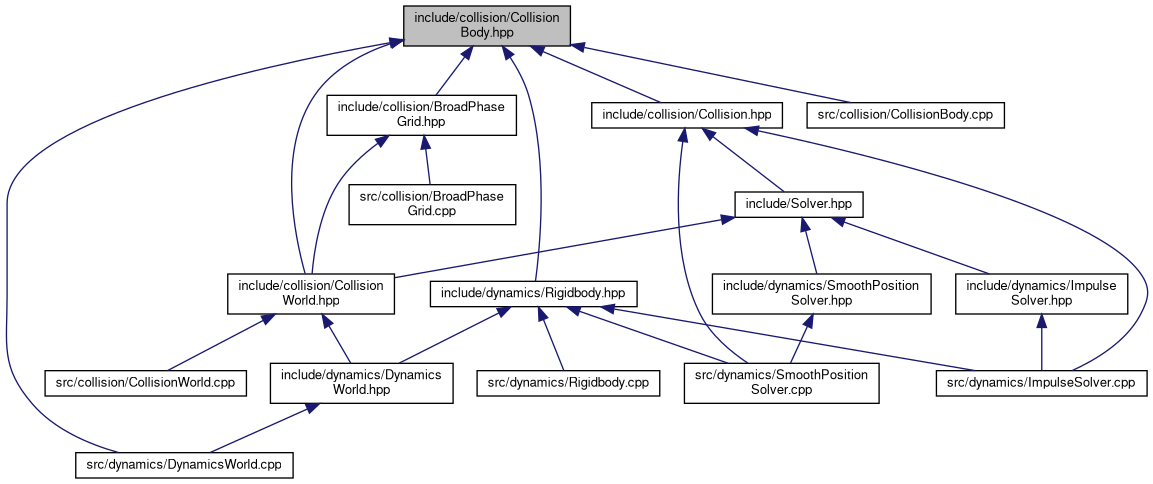 include/collision/Collision
Body.hpp
include/collision/BroadPhase
Grid.hpp
include/collision/Collision.hpp
src/collision/CollisionBody.cpp
src/collision/BroadPhase
Grid.cpp
include/Solver.hpp
include/collision/Collision
World.hpp
include/dynamics/Rigidbody.hpp
include/dynamics/SmoothPosition
Solver.hpp
include/dynamics/Impulse
Solver.hpp
src/collision/CollisionWorld.cpp
include/dynamics/Dynamics
World.hpp
src/dynamics/Rigidbody.cpp
src/dynamics/SmoothPosition
Solver.cpp
src/dynamics/ImpulseSolver.cpp
src/dynamics/DynamicsWorld.cpp